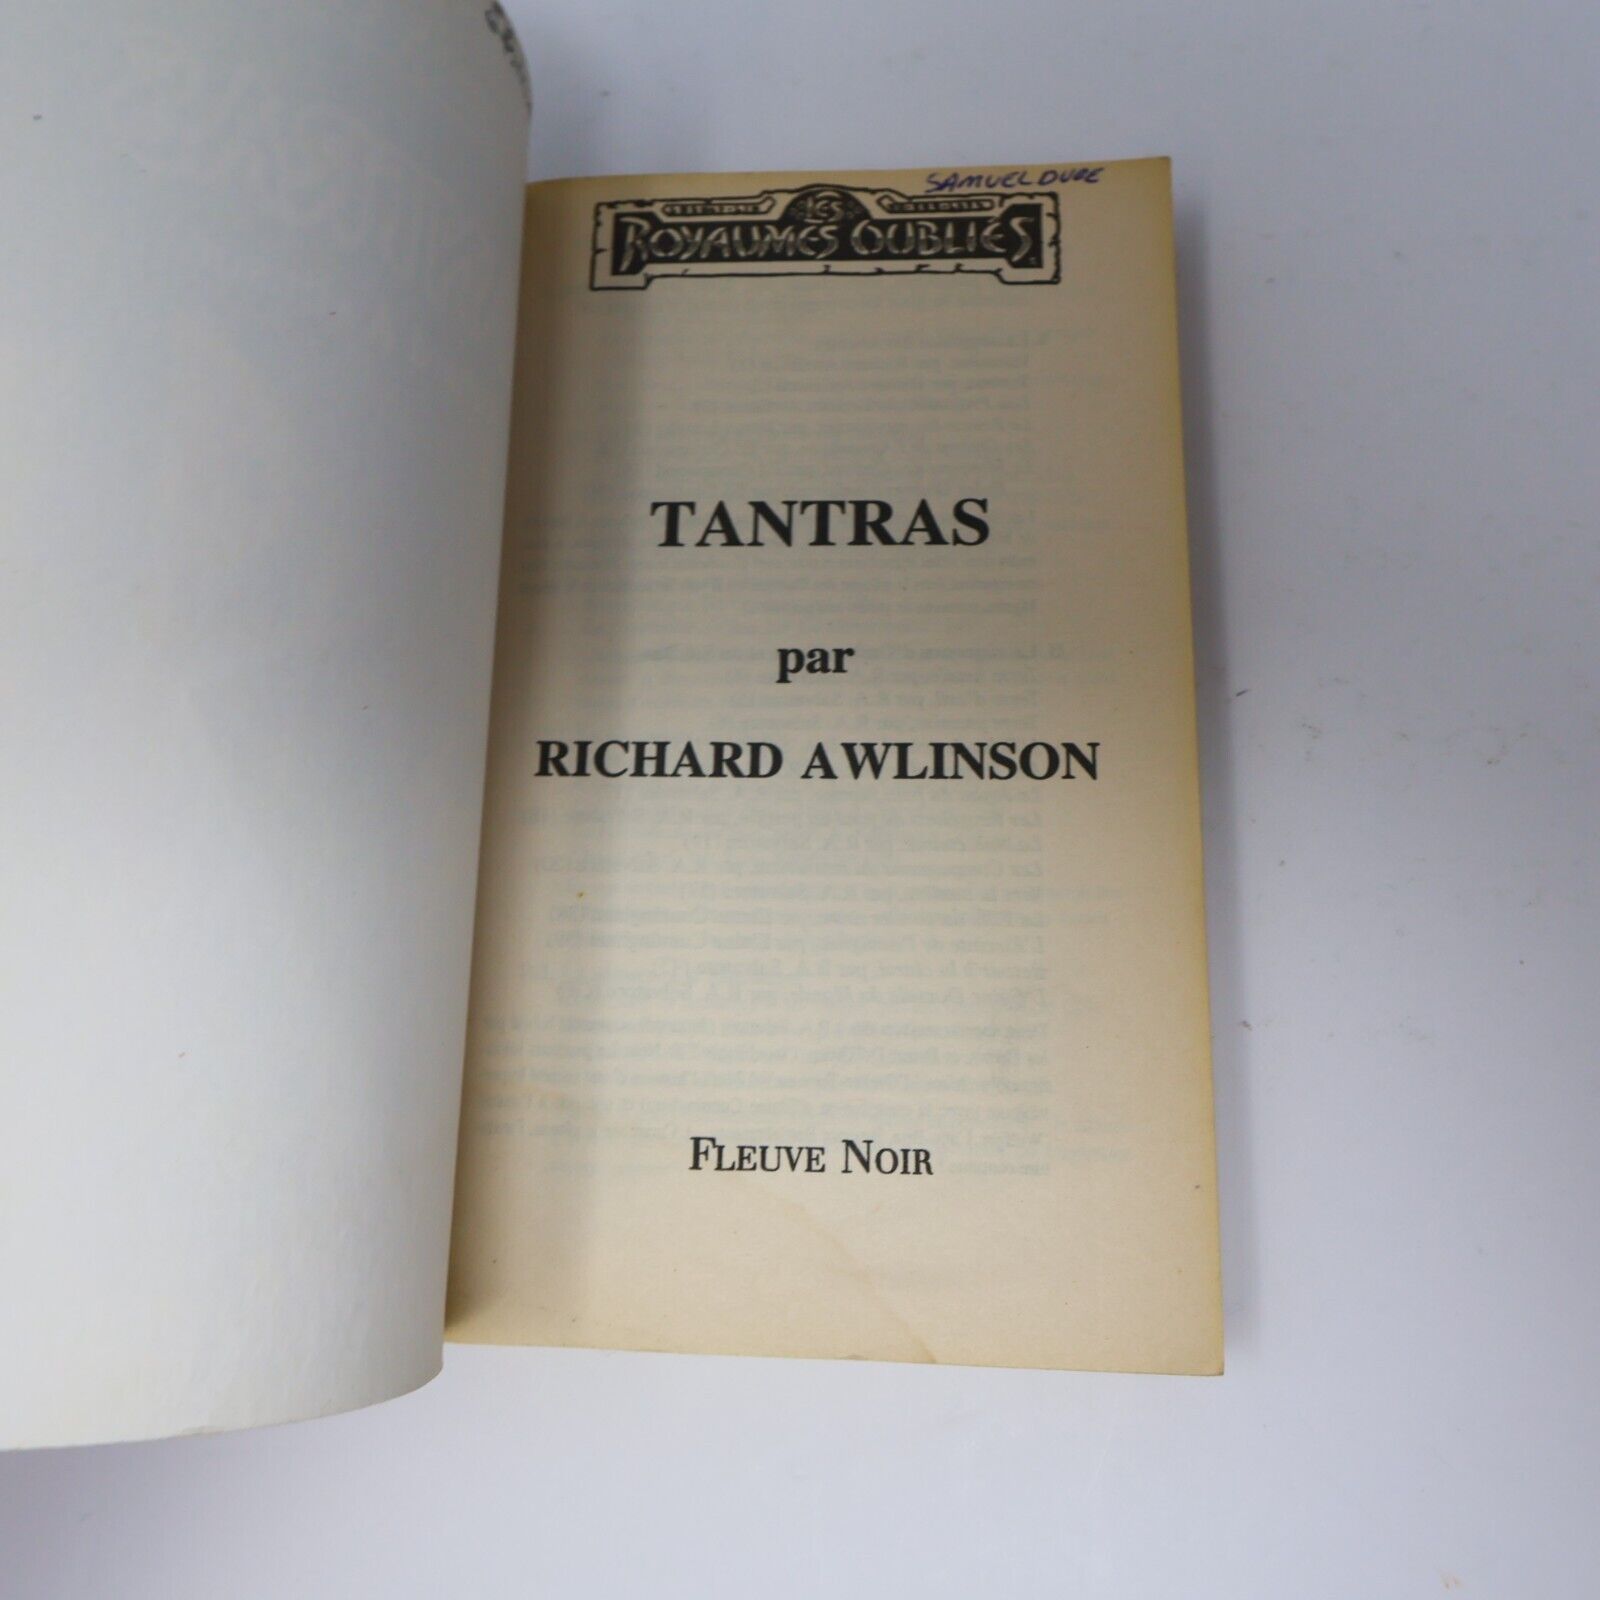 SAMUEL DUBE
LES
ROYAUMES OUBLIÉS
TANTRAS
par
RICHARD AWLINSON
FLEUVE NOIR